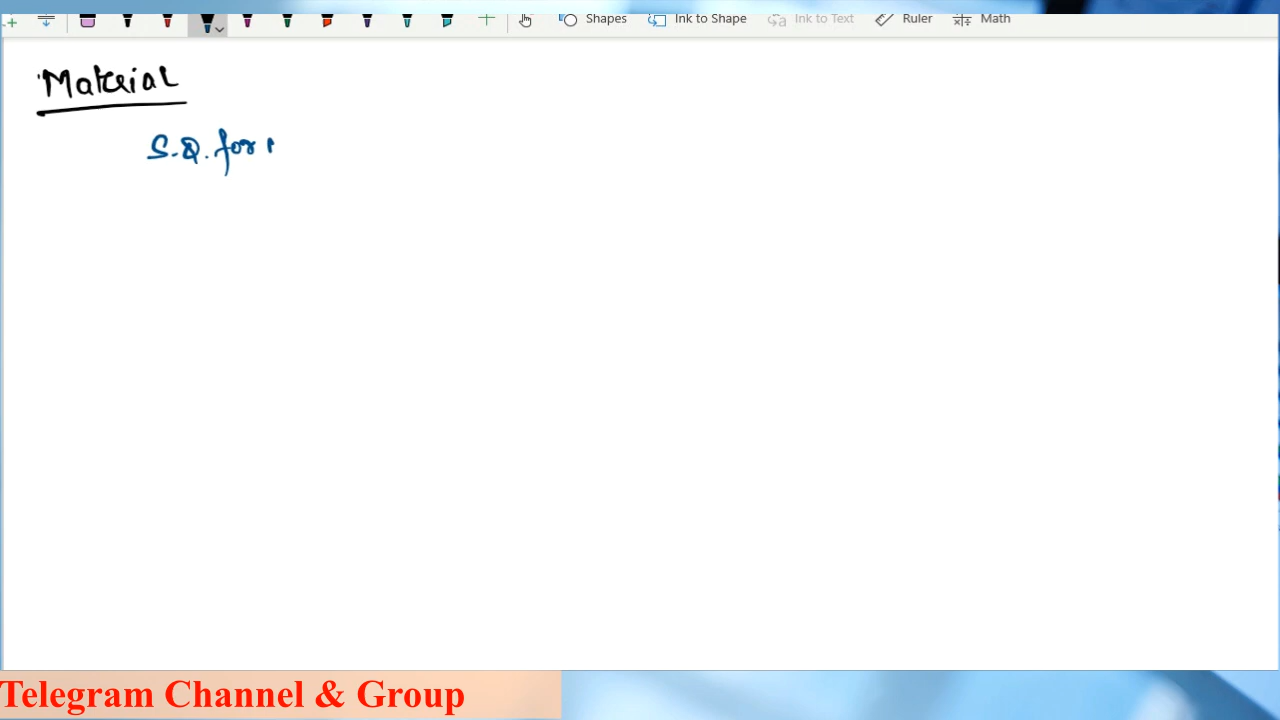 Shapes Ink to Shape Ink to Text Ruler Math
Material
S.Q. for
Telegram Channel & Group